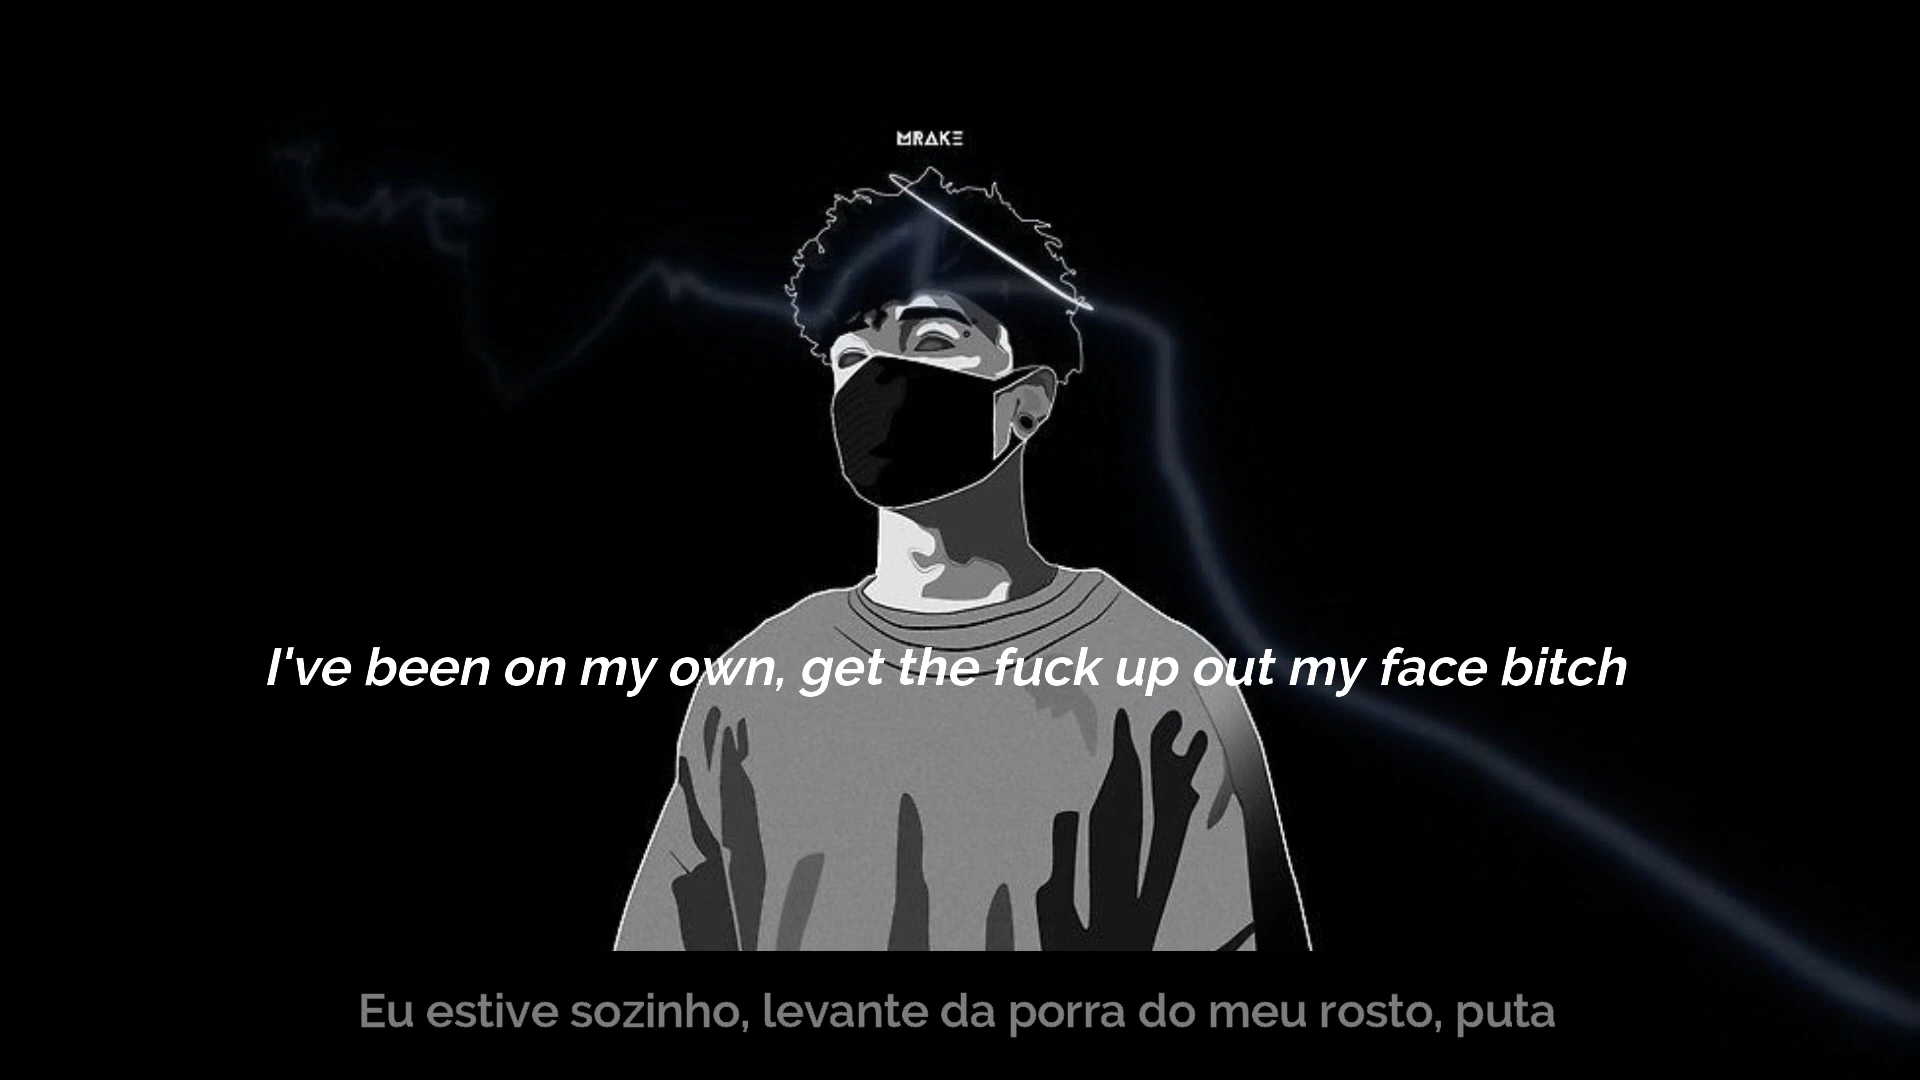 MRAKE
I've been on my own, get the fuck up out my face bitch
Eu estive sozinho, levante da porra do meu rosto, puta